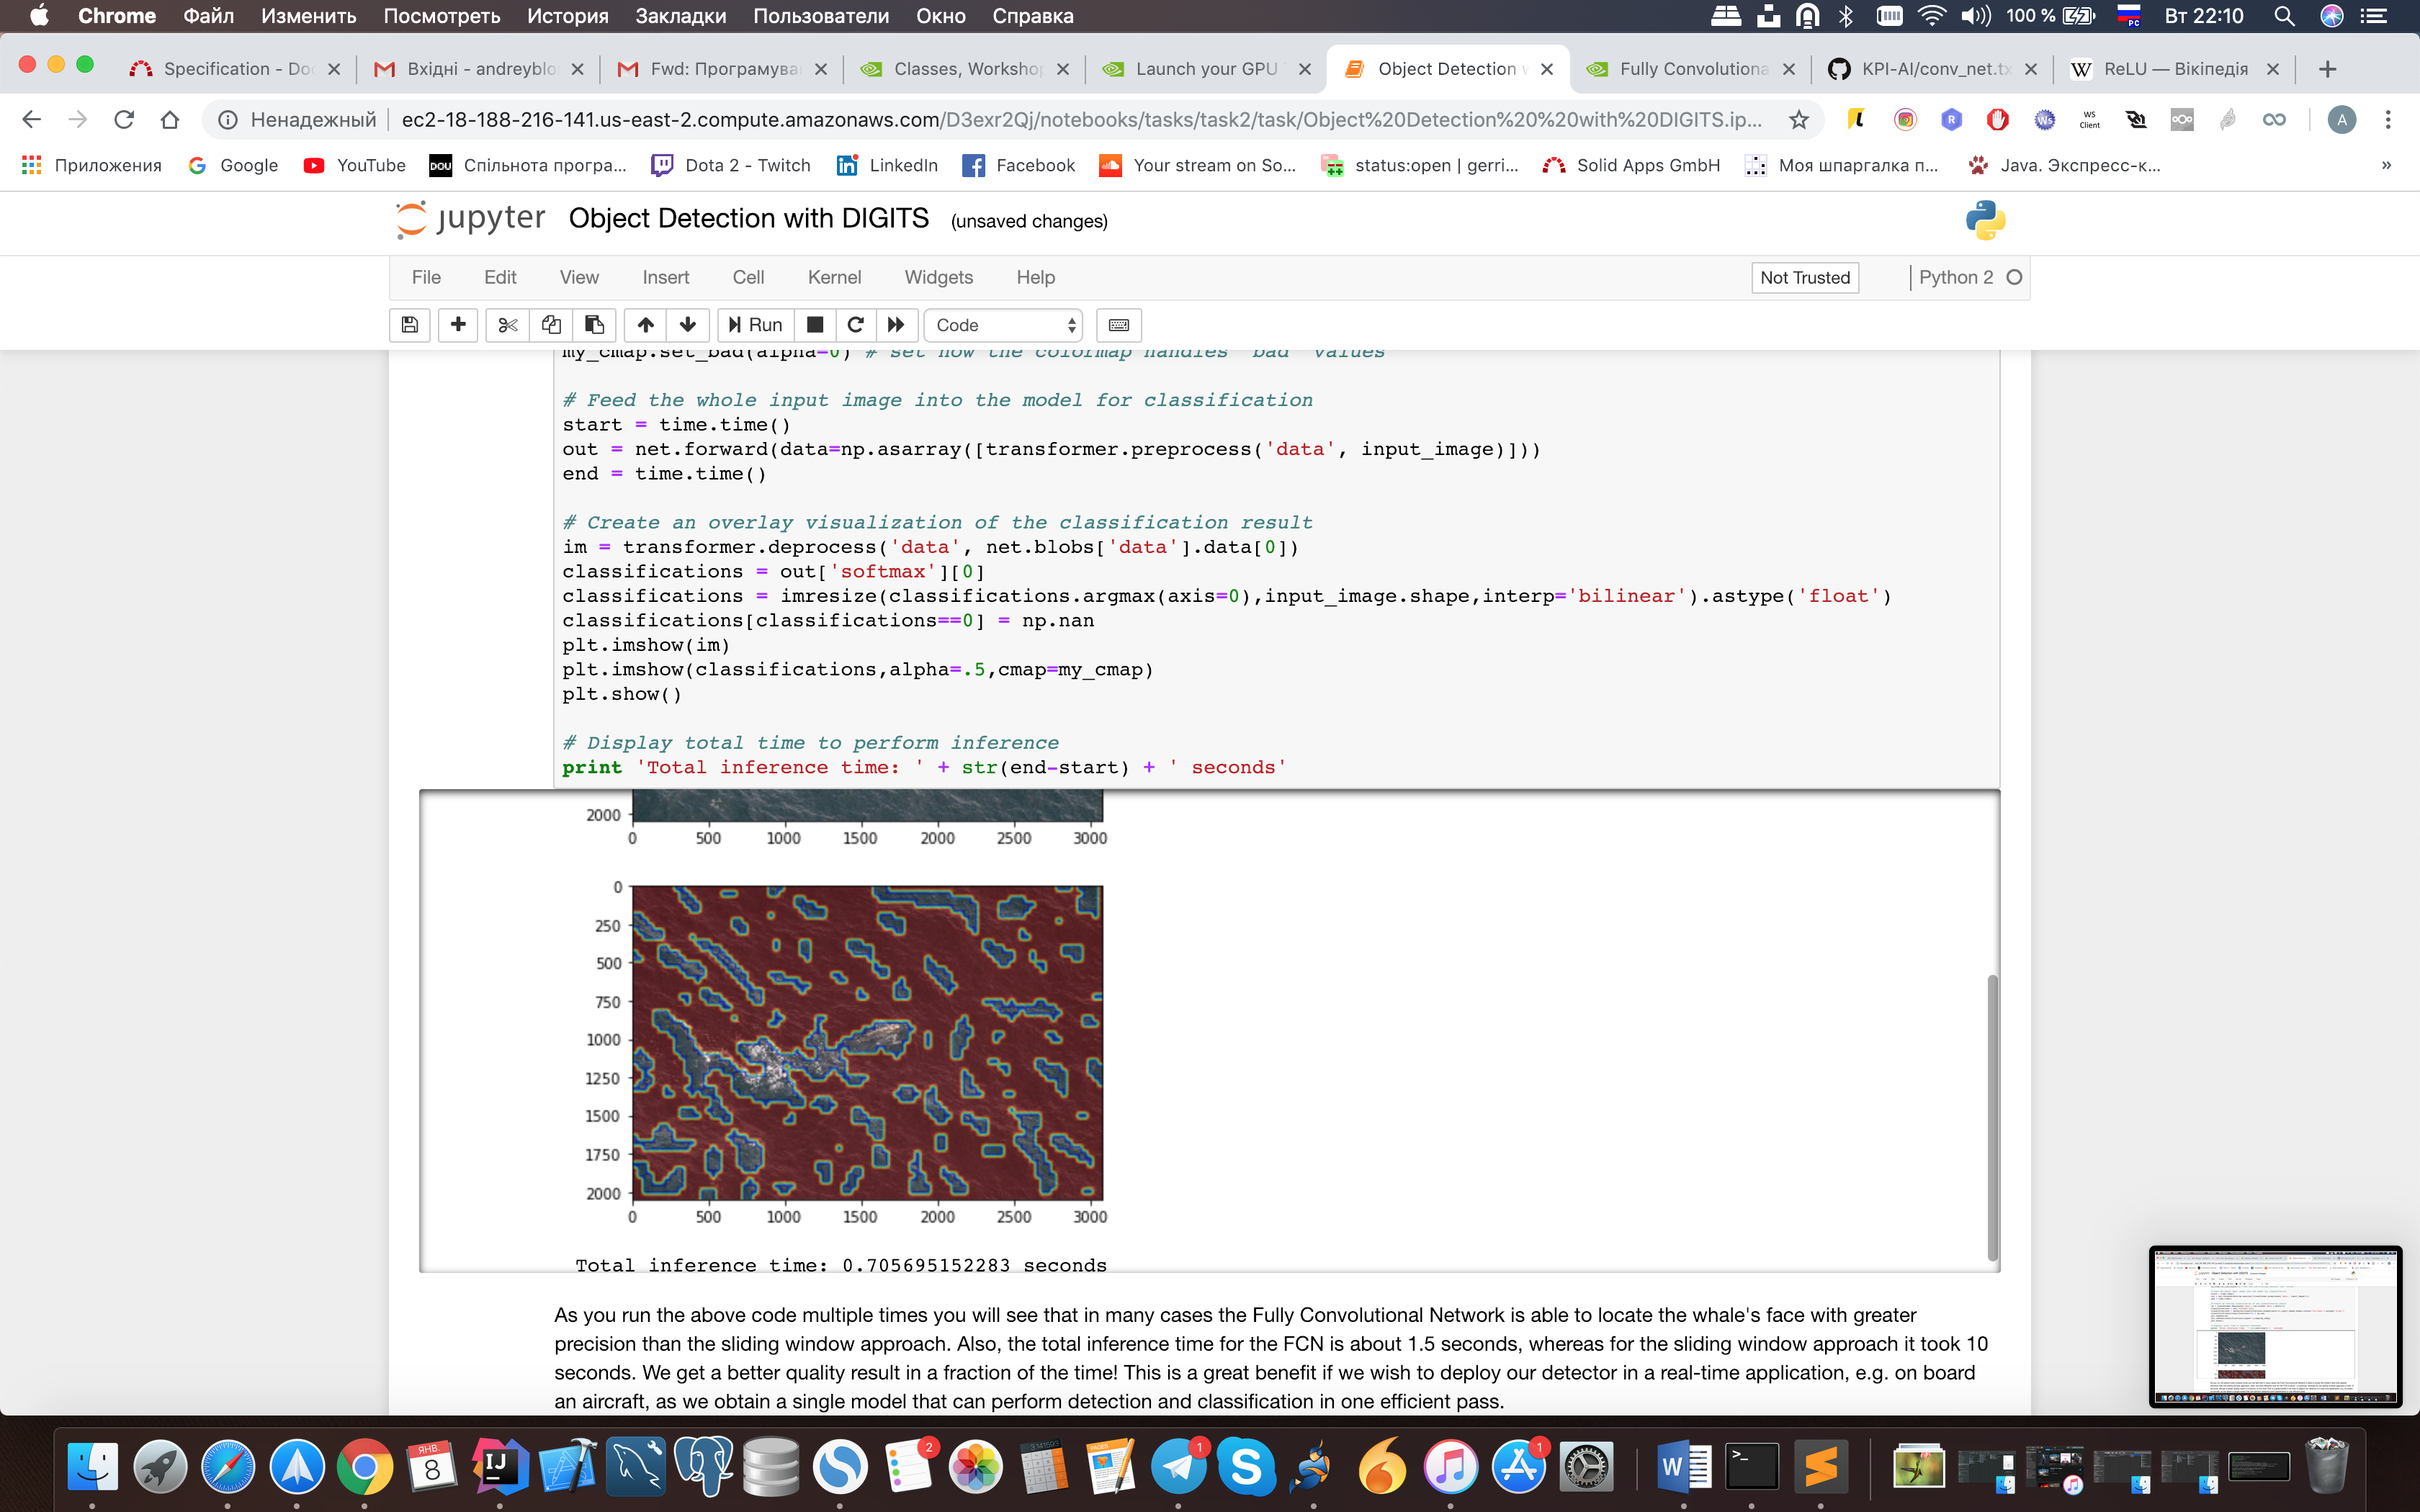 Chrome Файл Изменить Посмотреть История Закладки Пользователи Окно Справка 100 % РС Вт 22:10
Specification - Do
Вхідні - andreyblo
Fwd: Програмува
Classes, Workshop
Launch your GPU
Object Detection w
Fully Convolutiona
KPI-AI/conv_net.tx
ReLU — Вікіпедія
Ненадежный ec2-18-188-216-141.us-east-2.compute.amazonaws.com/D3exr2Qj/notebooks/tasks/task2/task/Object%20Detection%20%20with%20DIGITS.ip...
WS Client
A
Приложения Google YouTube DOU Спільнота програ... Dota 2 - Twitch LinkedIn Facebook Your stream on So... status:open | gerri... Solid Apps GmbH Моя шпаргалка п... Java. Экспресс-к... »
jupyter Object Detection with DIGITS (unsaved changes)
File Edit View Insert Cell Kernel Widgets Help Not Trusted Python 2
Run Code
my_cmap.set_bad(alpha=0) # set how the colormap handles 'bad' values
# Feed the whole input image into the model for classification
start = time.time()
out = net.forward(data=np.asarray([transformer.preprocess('data', input_image)]))
end = time.time()
# Create an overlay visualization of the classification result
im = transformer.deprocess('data', net.blobs['data'].data[0])
classifications = out['softmax'][0]
classifications = imresize(classifications.argmax(axis=0),input_image.shape,interp='bilinear').astype('float')
classifications[classifications==0] = np.nan
plt.imshow(im)
plt.imshow(classifications,alpha=.5,cmap=my_cmap)
plt.show()
# Display total time to perform inference
print 'Total inference time: ' + str(end-start) + ' seconds'
2000
0 500 1000 1500 2000 2500 3000
0
250
500
750
1000
1250
1500
1750
2000
0 500 1000 1500 2000 2500 3000
Total inference time: 0.705695152283 seconds
As you run the above code multiple times you will see that in many cases the Fully Convolutional Network is able to locate the whale's face with greater
precision than the sliding window approach. Also, the total inference time for the FCN is about 1.5 seconds, whereas for the sliding window approach it took 10
seconds. We get a better quality result in a fraction of the time! This is a great benefit if we wish to deploy our detector in a real-time application, e.g. on board
an aircraft, as we obtain a single model that can perform detection and classification in one efficient pass.
ЯНВ.
8
IJ
2
PAGES
1
S
1
W